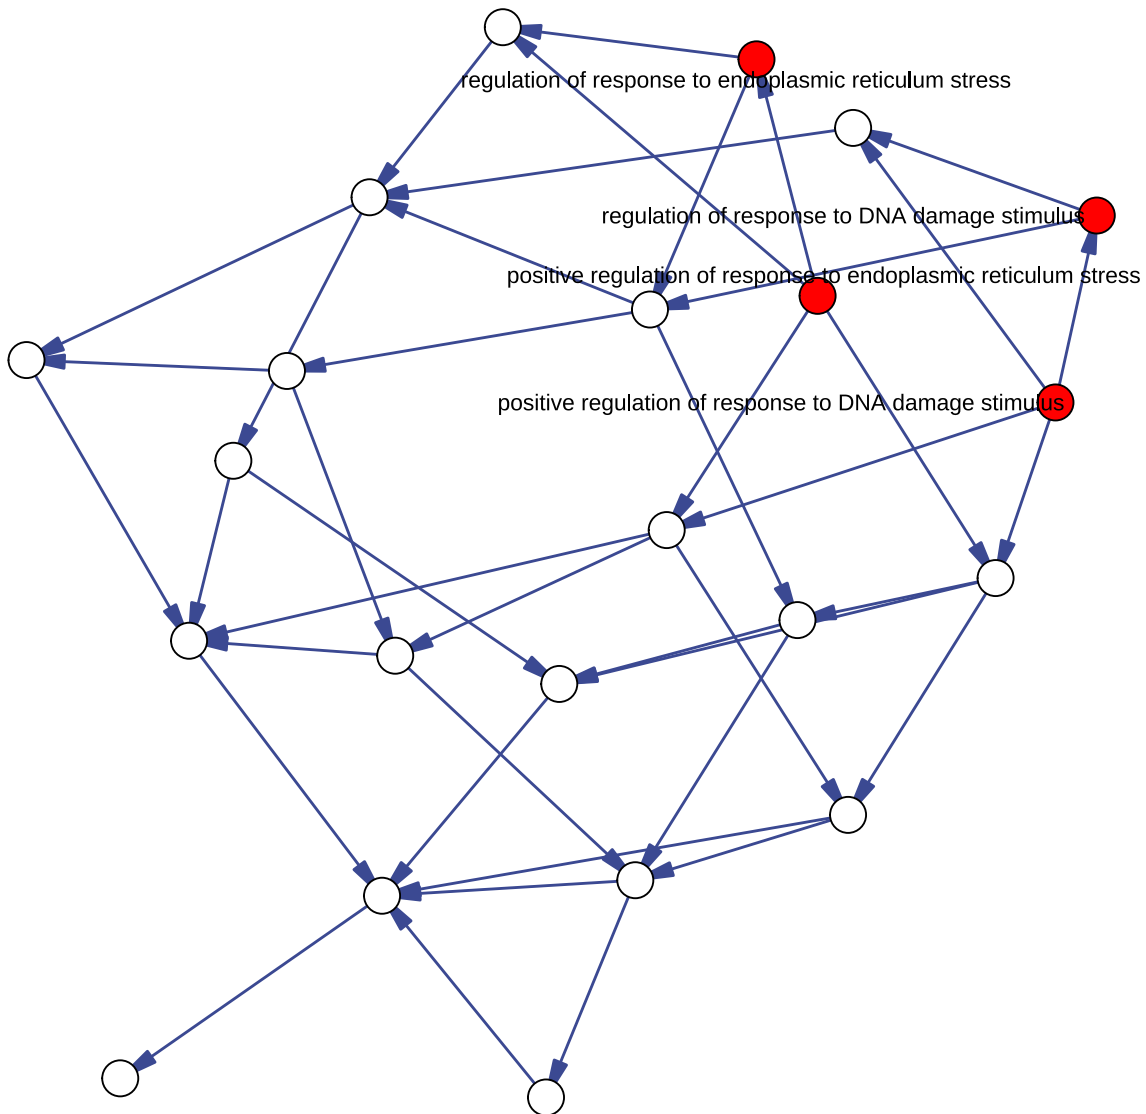 regulation of response to endoplasmic reticulum stress
regulation of response to DNA damage stimulus
positive regulation of response to endoplasmic reticulum stress
positive regulation of response to DNA damage stimulus